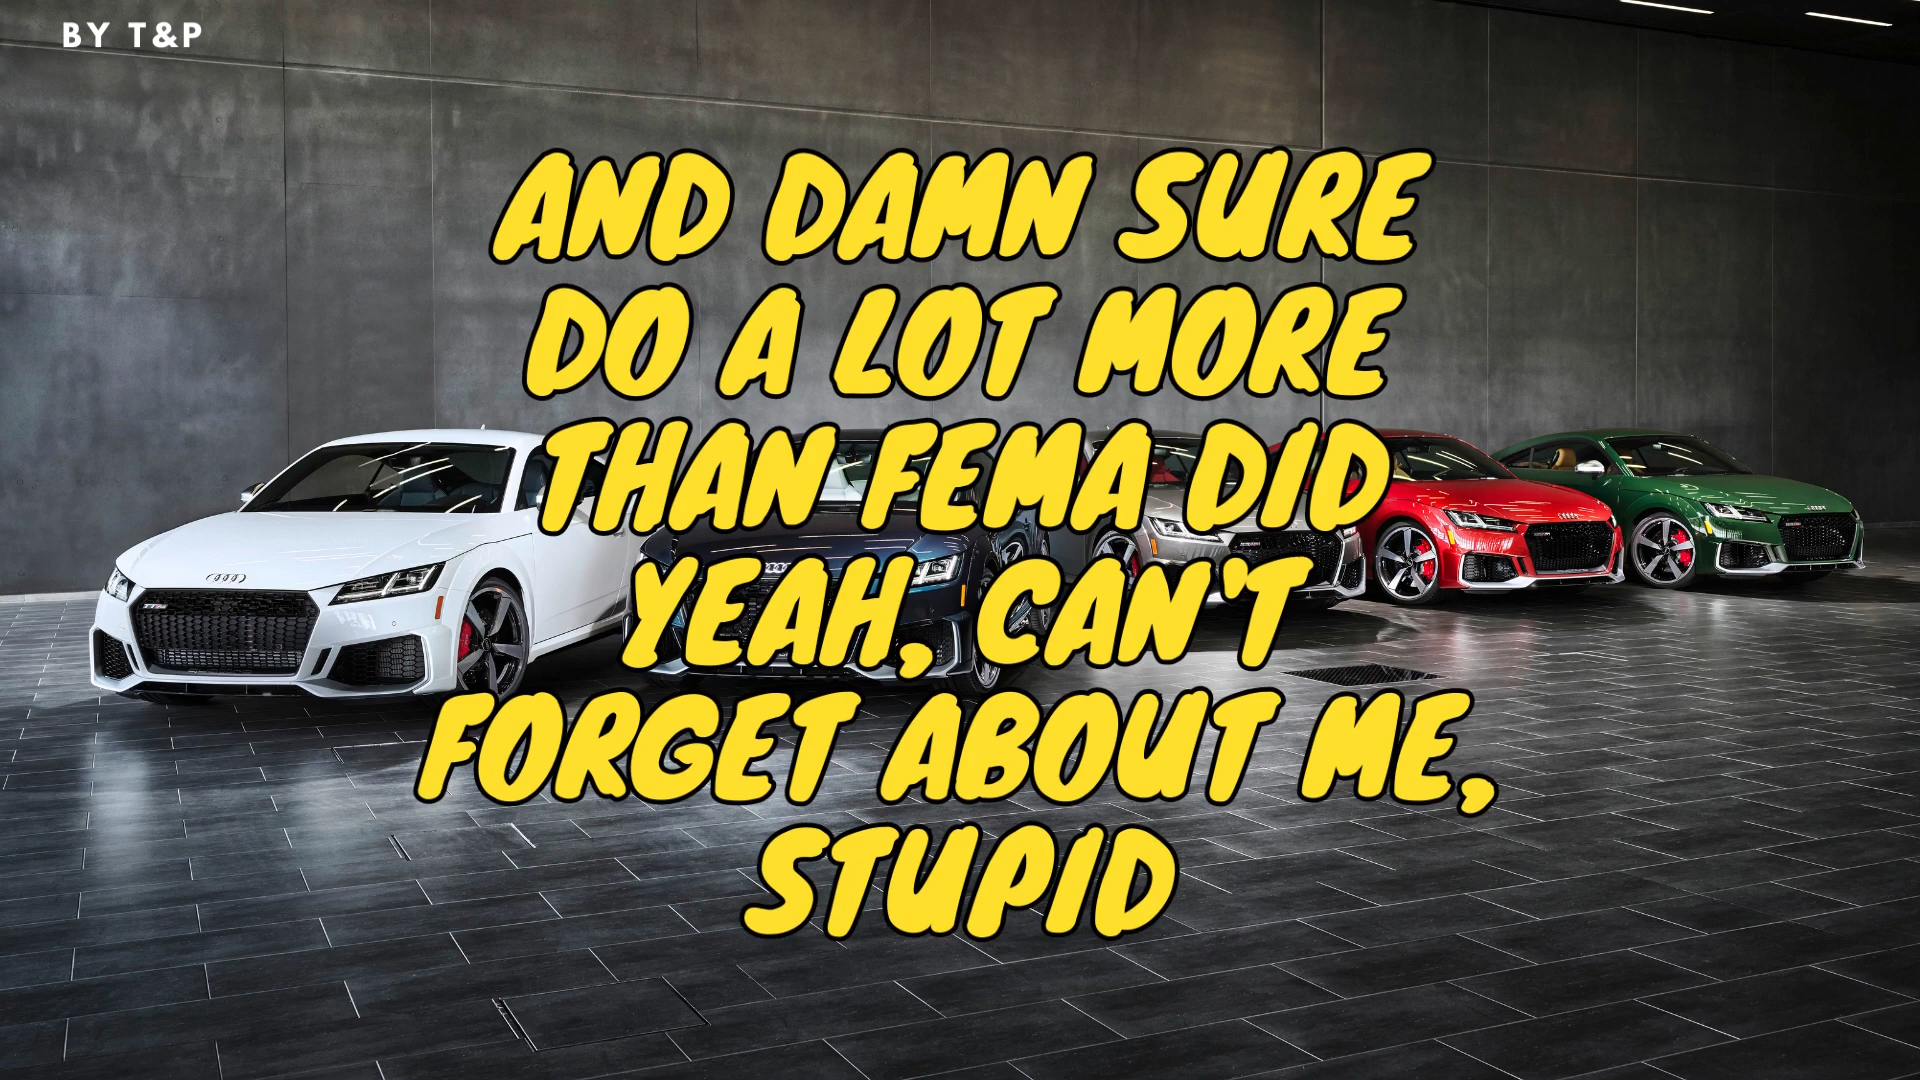 BY T&P
AND DAMN SURE
DO A LOT MORE
THAN FEMA DID
YEAH, CAN'T
FORGET ABOUT ME,
STUPID